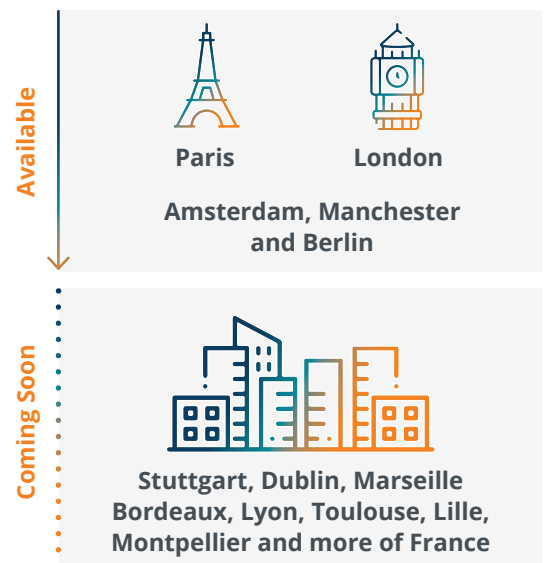 Available
Paris
London
Amsterdam, Manchester
and Berlin
Coming Soon
Stuttgart, Dublin, Marseille
Bordeaux, Lyon, Toulouse, Lille,
Montpellier and more of France